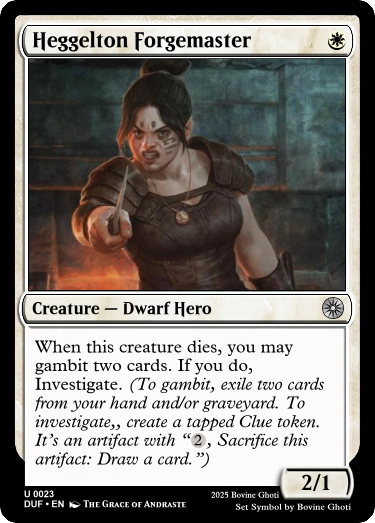 Heggelton Forgemaster
Creature — Dwarf Hero
When this creature dies, you may
gambit two cards. If you do,
Investigate. (To gambit, exile two cards
from your hand and/or graveyard. To
investigate,, create a tapped Clue token.
It's an artifact with “2, Sacrifice this
artifact: Draw a card.”)
2/1
U 0023
DUF • EN The Grace of Andraste
2025 Bovine Ghoti
Set Symbol by Bovine Ghoti